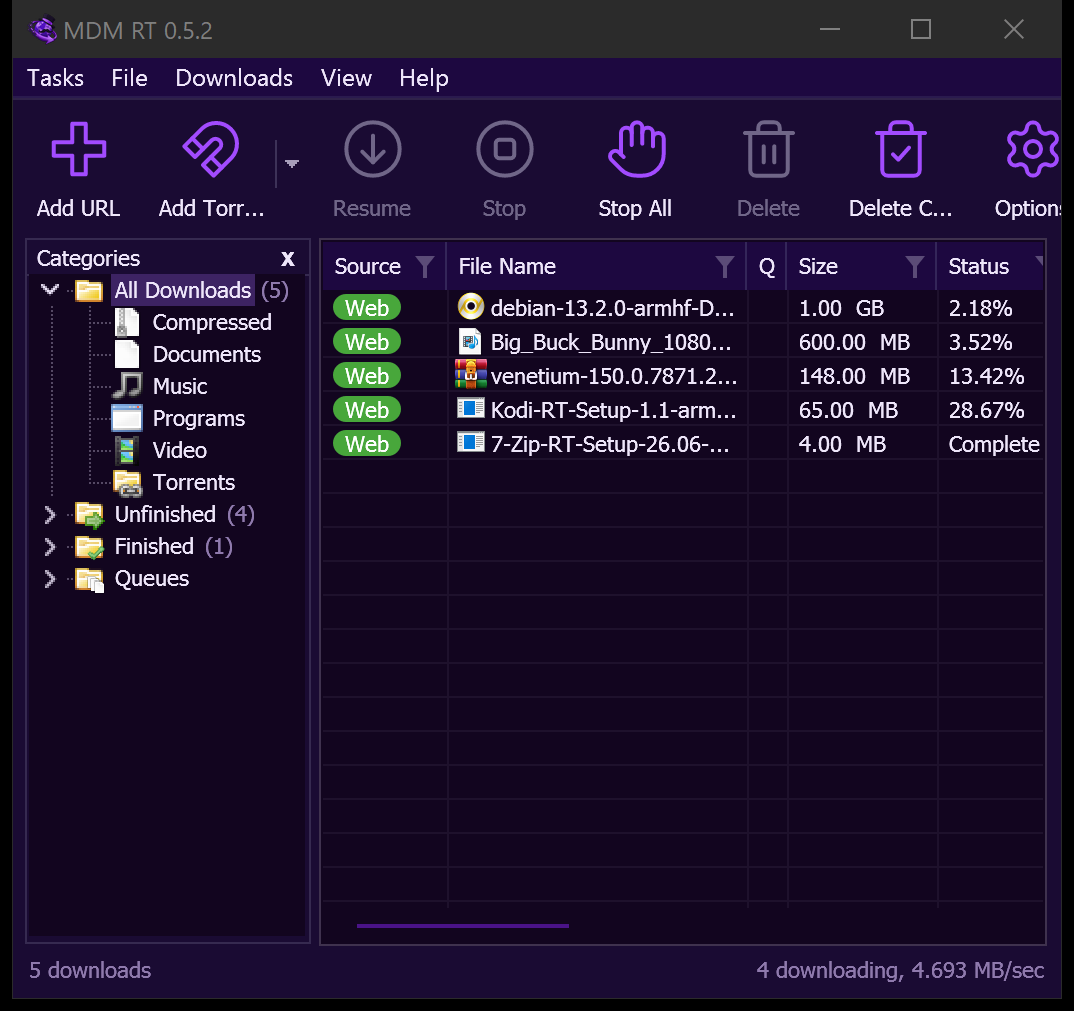 MDM RT 0.5.2
Tasks File Downloads View Help
Add URL Add Torr... Resume Stop Stop All Delete Delete C... Options
Categories X
All Downloads (5)
Compressed
Documents
Music
Programs
Video
Torrents
Unfinished (4)
Finished (1)
Queues
Source File Name Q Size Status
Web debian-13.2.0-armhf-D... 1.00 GB 2.18%
Web Big_Buck_Bunny_1080... 600.00 MB 3.52%
Web venetium-150.0.7871.2... 148.00 MB 13.42%
Web Kodi-RT-Setup-1.1-arm... 65.00 MB 28.67%
Web 7-Zip-RT-Setup-26.06-... 4.00 MB Complete
5 downloads 4 downloading, 4.693 MB/sec